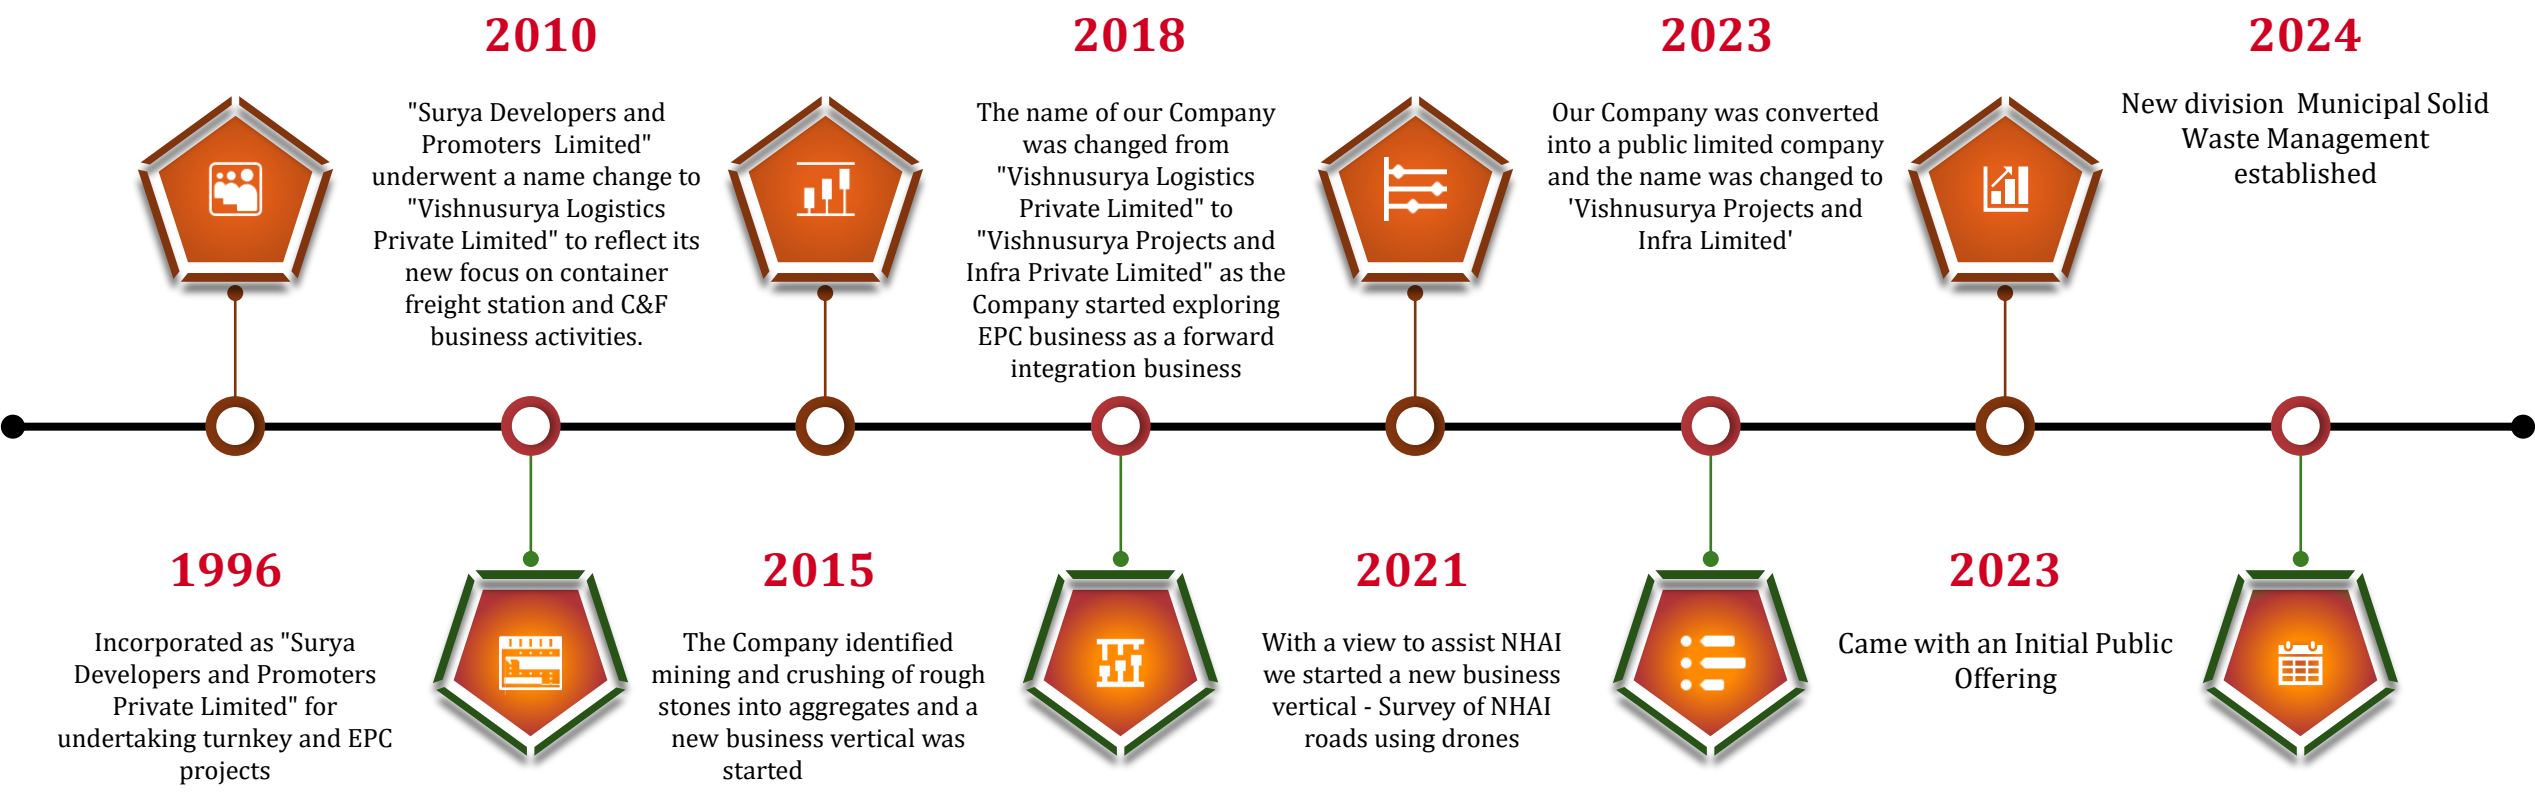 1996
Incorporated as "Surya
Developers and Promoters
Private Limited" for
undertaking turnkey and EPC
projects
2010
"Surya Developers and
Promoters Limited"
underwent a name change to
"Vishnusurya Logistics
Private Limited" to reflect its
new focus on container
freight station and C&F
business activities.
2015
The Company identified
mining and crushing of rough
stones into aggregates and a
new business vertical was
started
2018
The name of our Company
was changed from
"Vishnusurya Logistics
Private Limited" to
"Vishnusurya Projects and
Infra Private Limited" as the
Company started exploring
EPC business as a forward
integration business
2021
With a view to assist NHAI
we started a new business
vertical - Survey of NHAI
roads using drones
2023
Our Company was converted
into a public limited company
and the name was changed to
'Vishnusurya Projects and
Infra Limited'
2023
Came with an Initial Public
Offering
2024
New division Municipal Solid
Waste Management
established